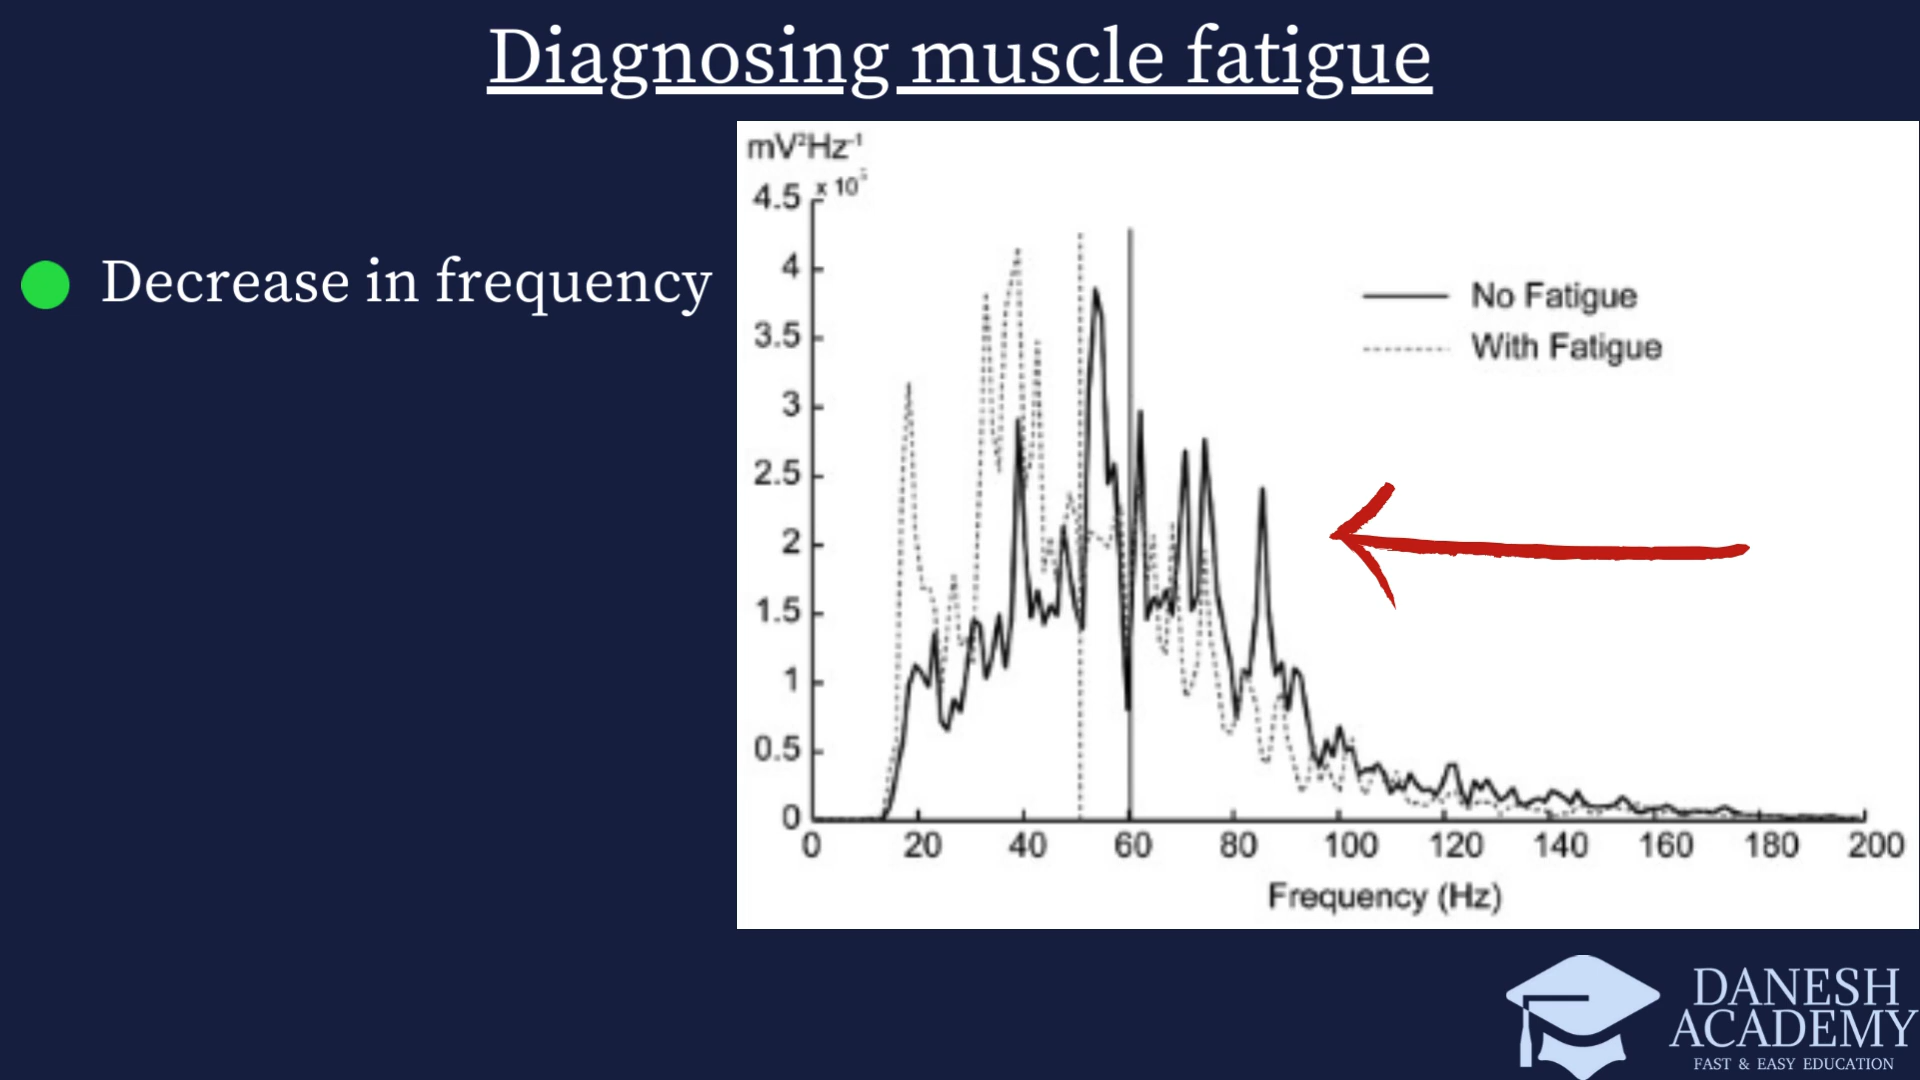 Diagnosing muscle fatigue
Decrease in frequency
mV²Hz⁻¹
4.5 x 10
4
3.5
3
2.5
2
1.5
1
0.5
0
No Fatigue
With Fatigue
0 20 40 60 80 100 120 140 160 180 200
Frequency (Hz)
DANESH
ACADEMY
FAST & EASY EDUCATION